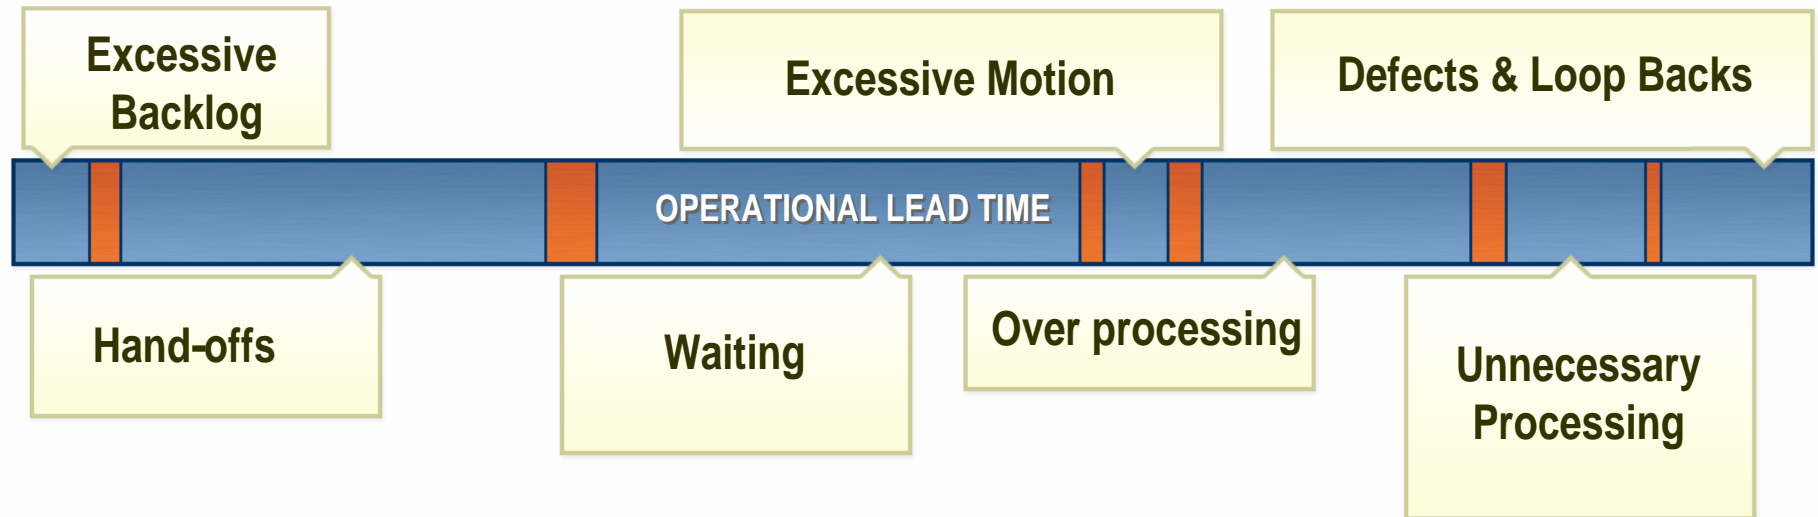 Excessive
Backlog
Excessive Motion
Defects & Loop Backs
OPERATIONAL LEAD TIME
Hand-offs
Waiting
Over processing
Unnecessary
Processing